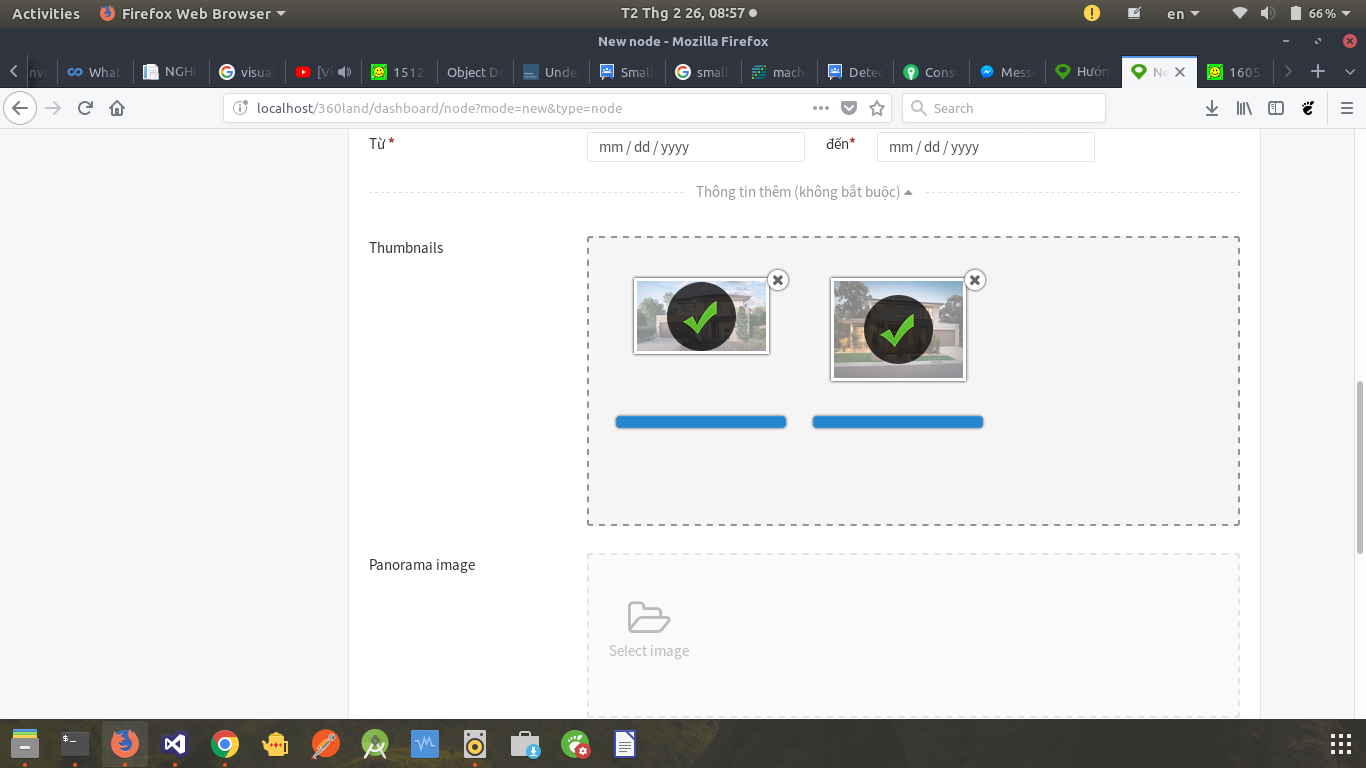 Activities Firefox Web Browser T2 Thg 2 26, 08:57 en 66%
New node - Mozilla Firefox
What NGHI visua [Vi 1512 Object De Unde Small small mach Detec Cons Mess Hướn Ne 1605
localhost/360land/dashboard/node?mode=new&type=node Search
Từ * mm / dd / yyyy đến* mm / dd / yyyy
Thông tin thêm (không bắt buộc)
Thumbnails
Panorama image
Select image